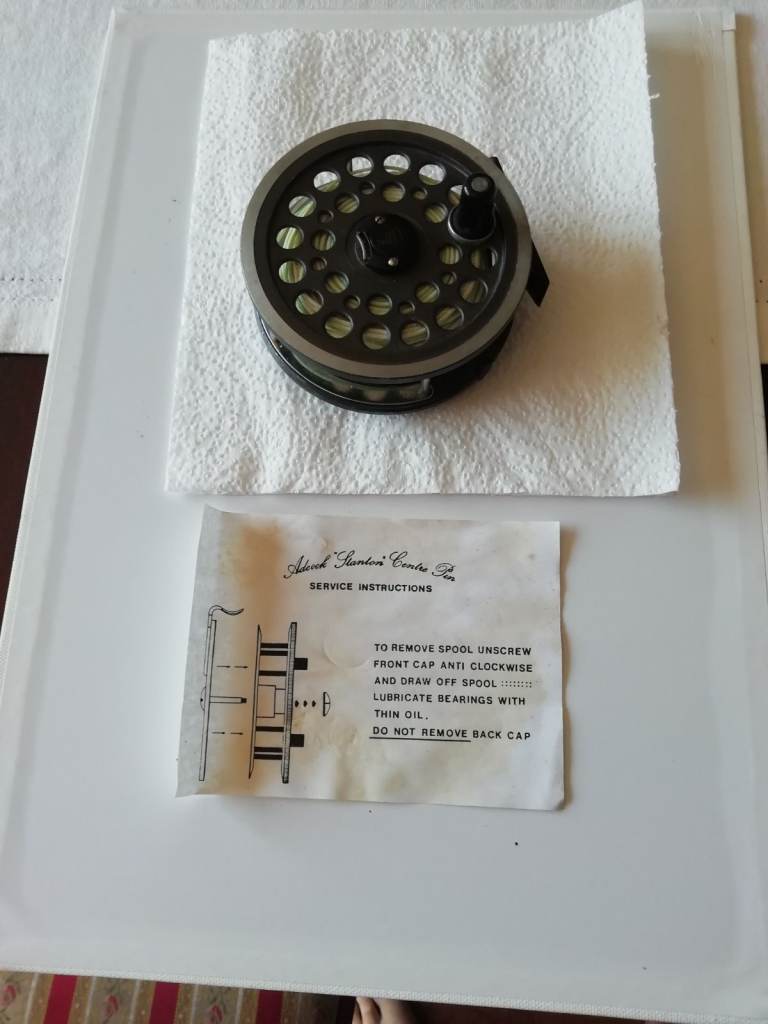 Adcock "Stanton" Centre Pin
SERVICE INSTRUCTIONS
TO REMOVE SPOOL UNSCREW
FRONT CAP ANTI CLOCKWISE
AND DRAW OFF SPOOL ::::::::
LUBRICATE BEARINGS WITH
THIN OIL.
DO NOT REMOVE BACK CAP